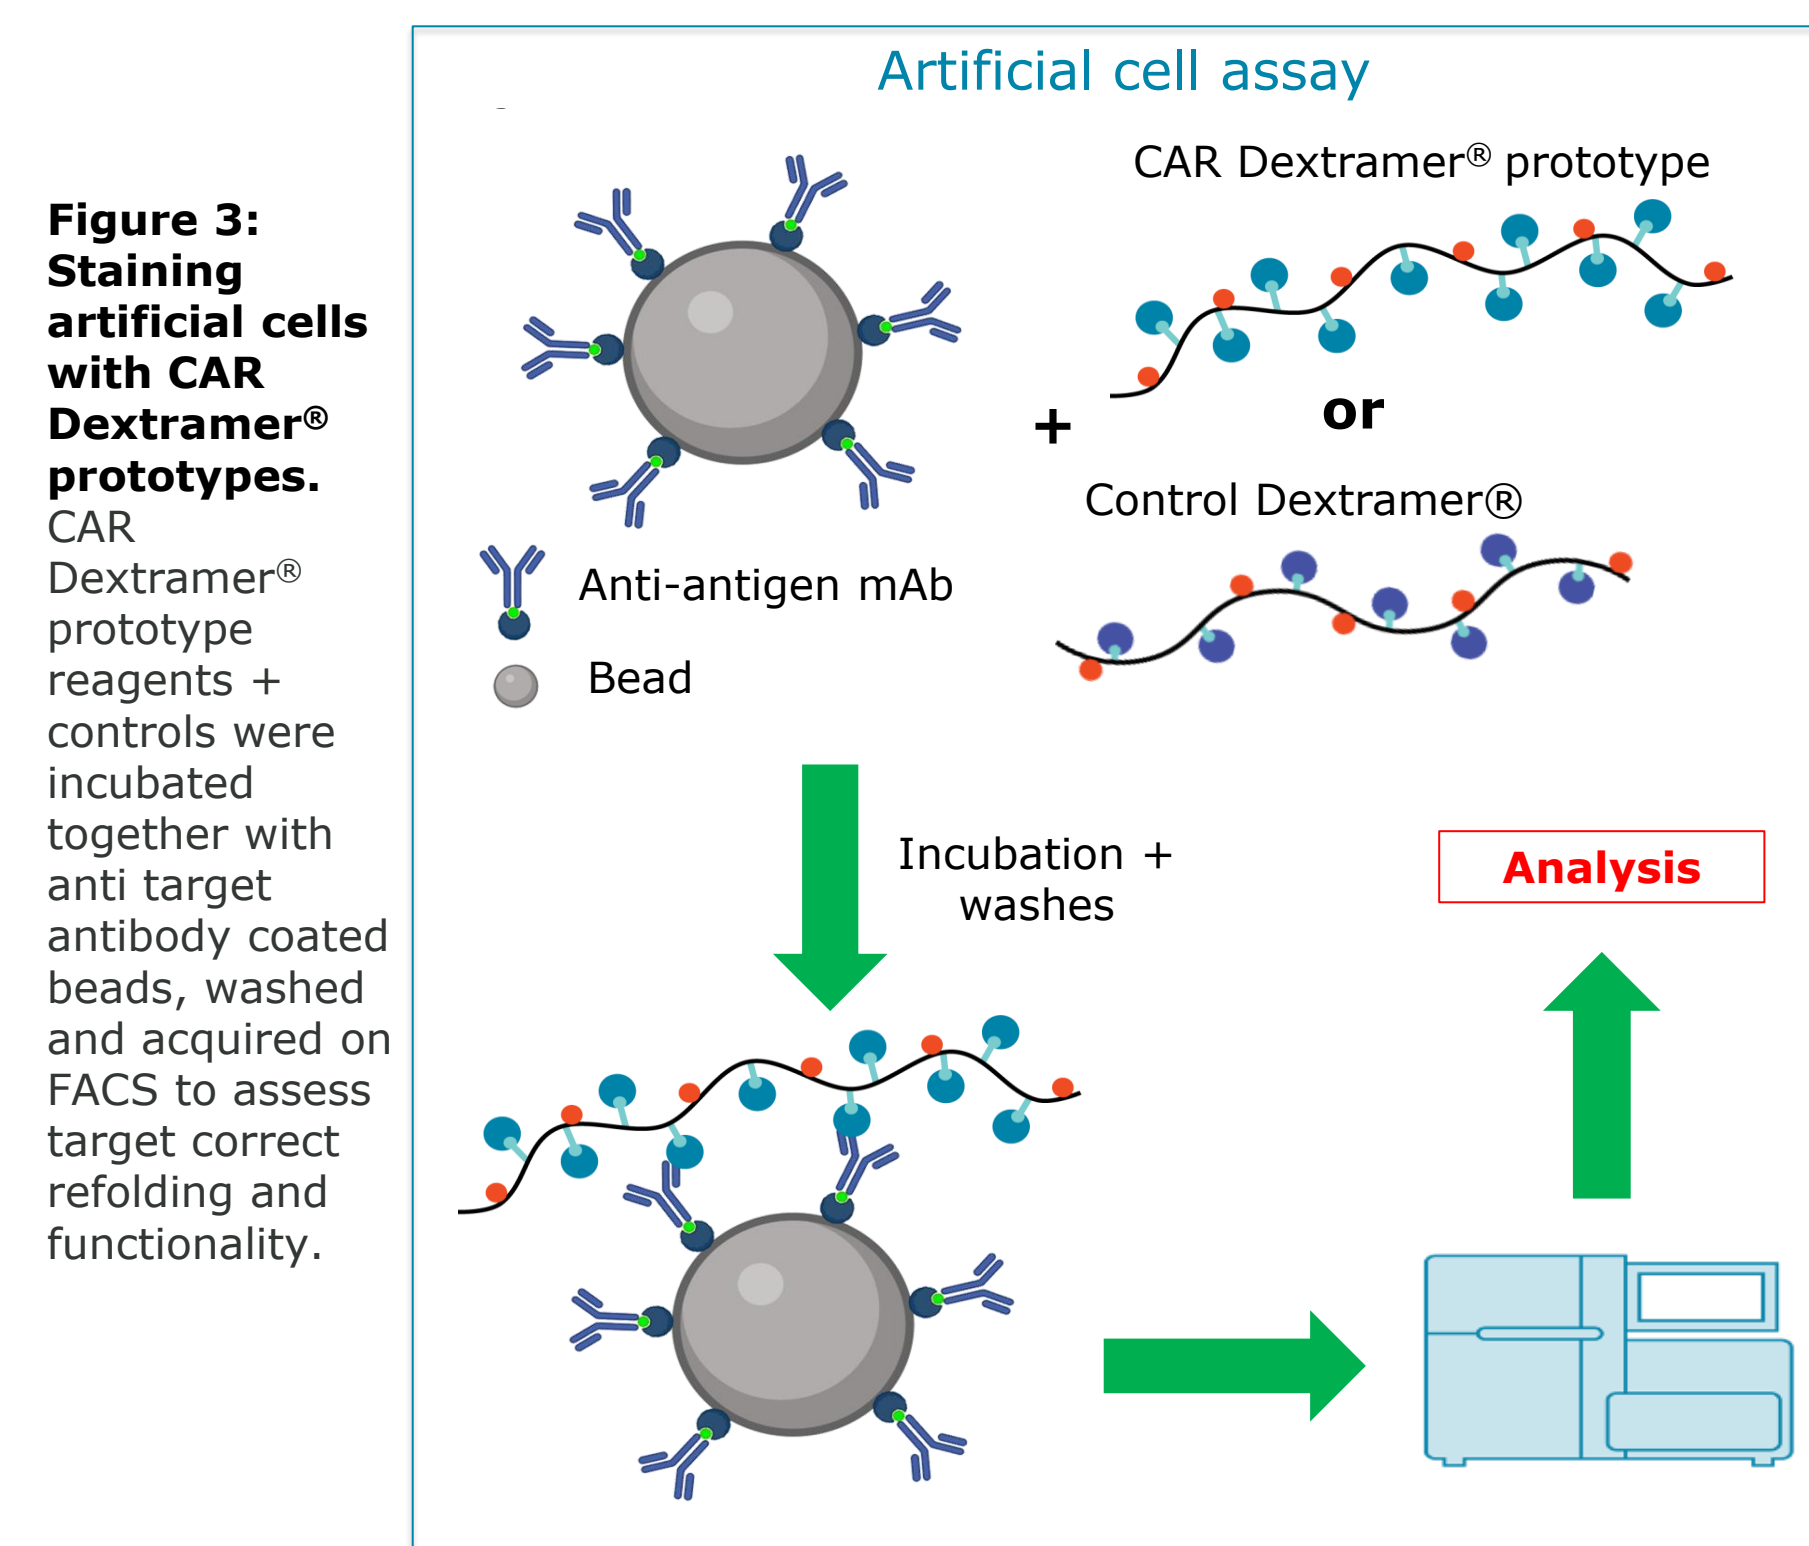 Artificial cell assay
Figure 3:
Staining
artificial cells
with CAR
Dextramer®
prototypes.
CAR
Dextramer®
prototype
reagents +
controls were
incubated
together with
anti target
antibody coated
beads, washed
and acquired on
FACS to assess
target correct
refolding and
functionality.
CAR Dextramer® prototype
+
or
Control Dextramer®
Anti-antigen mAb
Bead
Incubation +
washes
Analysis